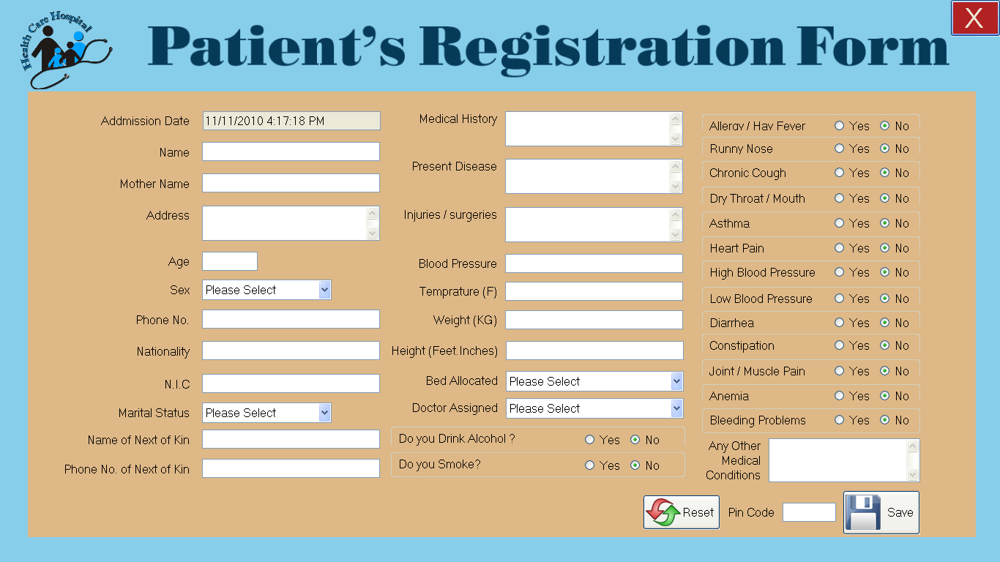 Health Care Hospital
Patient's Registration Form
X
Addmission Date
11/11/2010 4:17:18 PM
Name
Mother Name
Address
Age
Sex
Please Select
Phone No.
Nationality
N.I.C
Marital Status
Please Select
Name of Next of Kin
Phone No. of Next of Kin
Medical History
Present Disease
Injuries / surgeries
Blood Pressure
Temprature (F)
Weight (KG)
Height (Feet.Inches)
Bed Allocated
Please Select
Doctor Assigned
Please Select
Do you Drink Alcohol ? Yes No
Do you Smoke? Yes No
Allergy / Hay Fever Yes No
Runny Nose Yes No
Chronic Cough Yes No
Dry Throat / Mouth Yes No
Asthma Yes No
Heart Pain Yes No
High Blood Pressure Yes No
Low Blood Pressure Yes No
Diarrhea Yes No
Constipation Yes No
Joint / Muscle Pain Yes No
Anemia Yes No
Bleeding Problems Yes No
Any Other
Medical
Conditions
Reset
Pin Code
Save